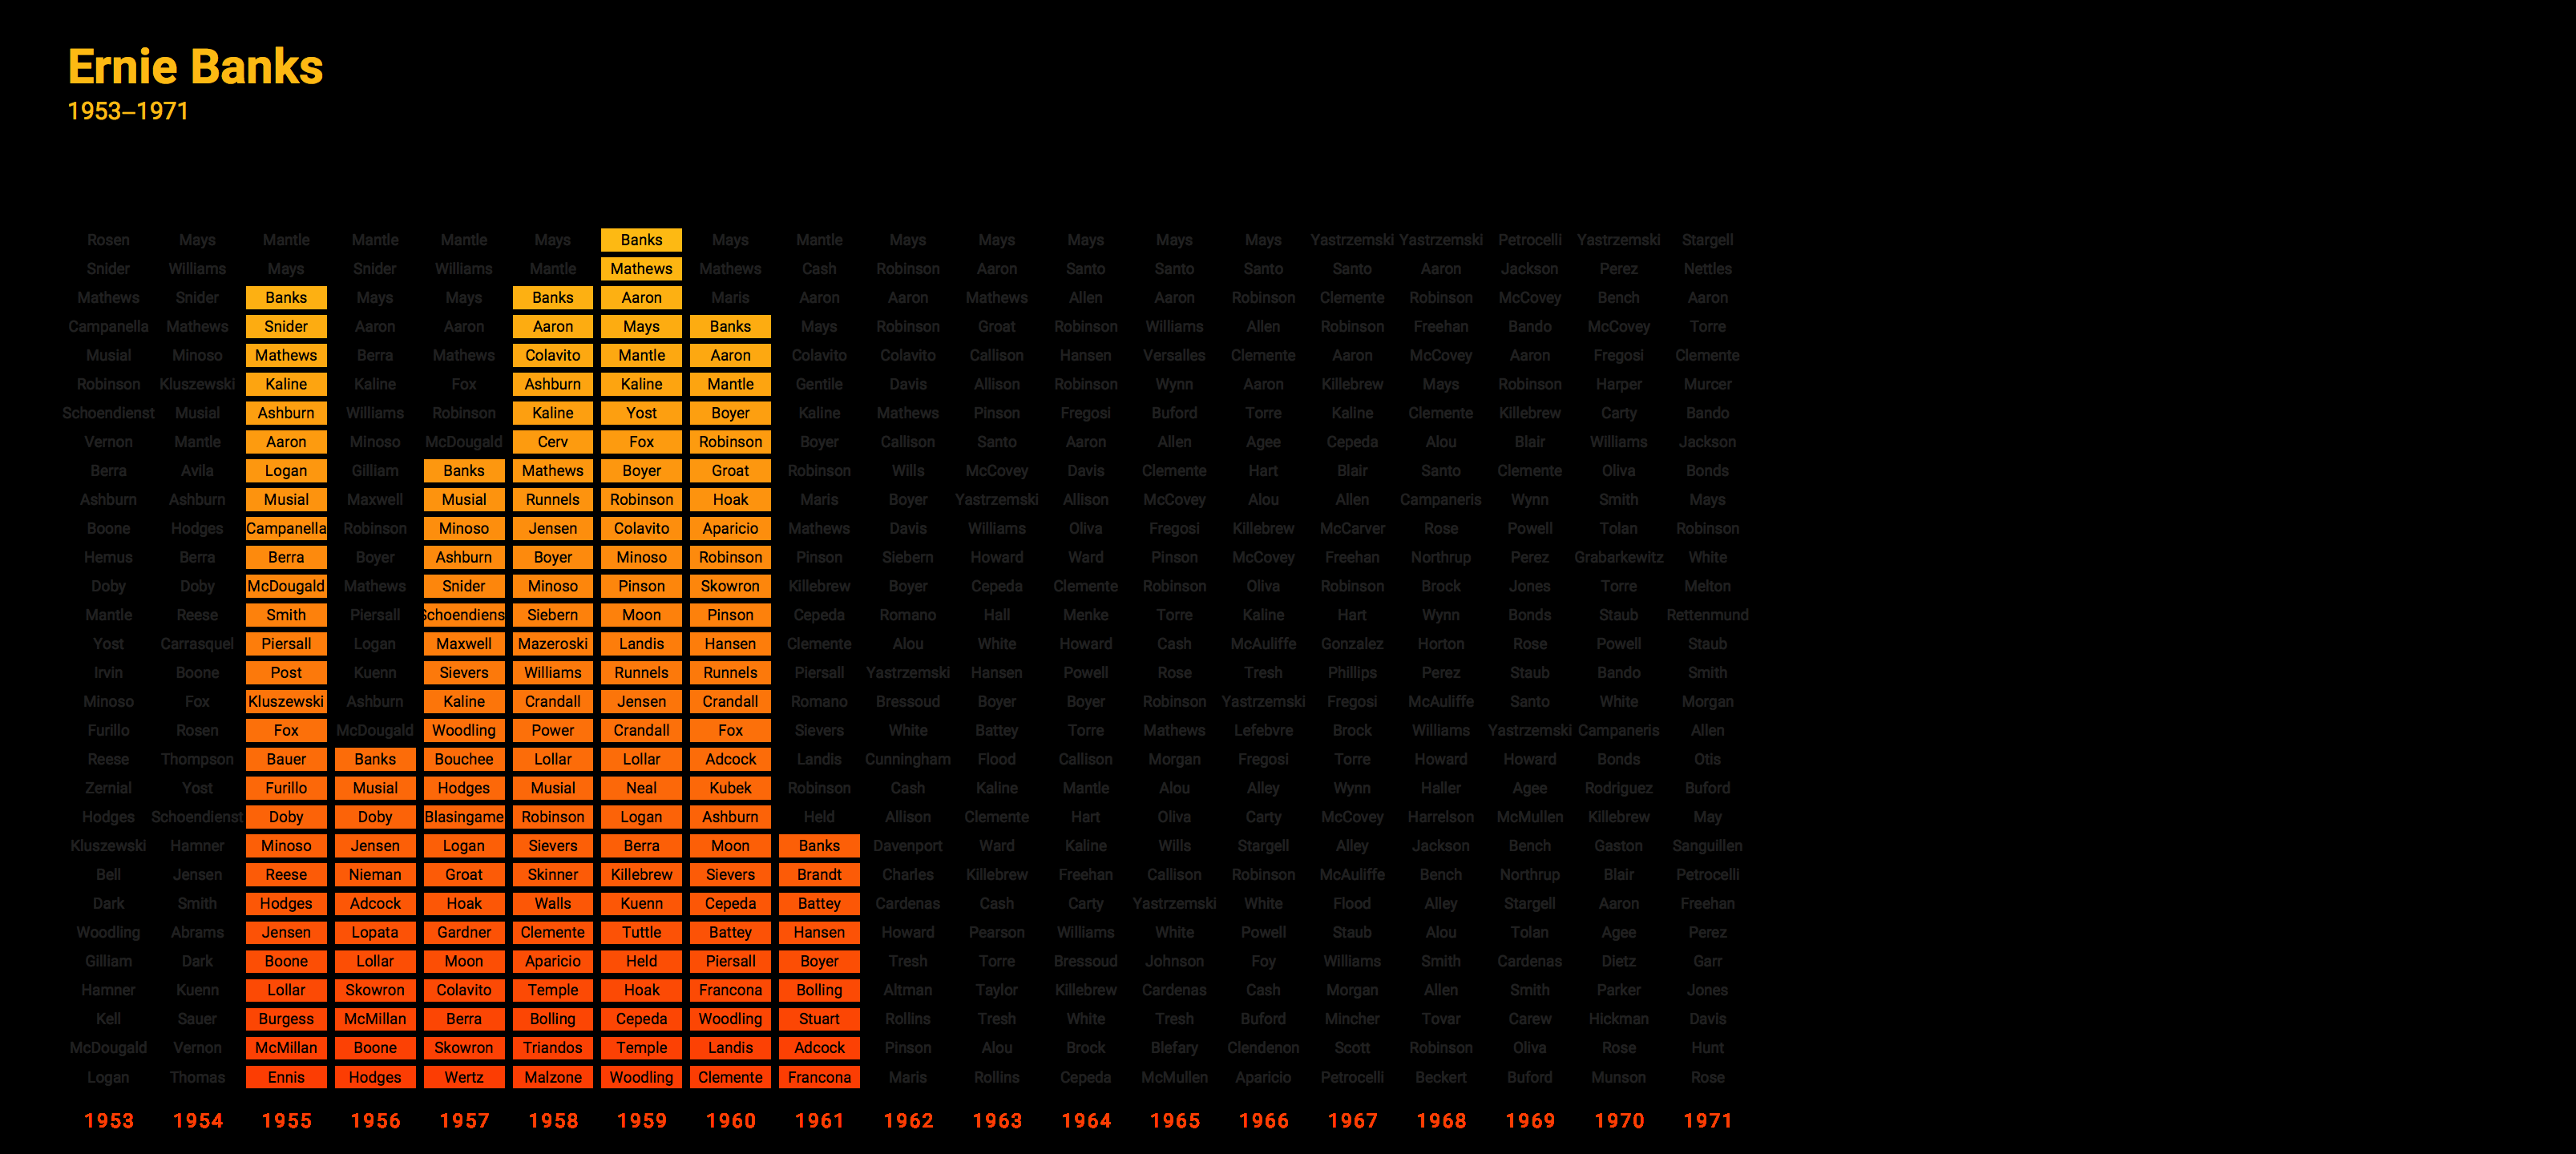 Ernie Banks
1953–1971
Rosen Mays Mantle Mantle Mantle Mays Banks Mays Mantle Mays Mays Mays Mays Mays Yastrzemski Yastrzemski Petrocelli Yastrzemski Stargell
Snider Williams Mays Snider Williams Mantle Mathews Mathews Cash Robinson Aaron Santo Santo Santo Santo Aaron Jackson Perez Nettles
Mathews Snider Banks Mays Mays Banks Aaron Maris Aaron Aaron Mathews Allen Aaron Robinson Clemente Robinson McCovey Bench Aaron
Campanella Mathews Snider Aaron Aaron Aaron Mays Banks Mays Robinson Groat Robinson Williams Allen Robinson Freehan Bando McCovey Torre
Musial Minoso Mathews Berra Mathews Colavito Mantle Aaron Colavito Colavito Callison Hansen Versalles Clemente Aaron McCovey Aaron Fregosi Clemente
Robinson Kluszewski Kaline Kaline Fox Ashburn Kaline Mantle Gentile Davis Allison Robinson Wynn Aaron Killebrew Mays Robinson Harper Murcer
Schoendienst Musial Ashburn Williams Robinson Kaline Yost Boyer Kaline Mathews Pinson Fregosi Buford Torre Kaline Clemente Killebrew Carty Bando
Vernon Mantle Aaron Minoso McDougald Cerv Fox Robinson Boyer Callison Santo Aaron Allen Agee Cepeda Alou Blair Williams Jackson
Berra Avila Logan Gilliam Banks Mathews Boyer Groat Robinson Wills McCovey Davis Clemente Hart Blair Santo Clemente Oliva Bonds
Ashburn Ashburn Musial Maxwell Musial Runnels Robinson Hoak Maris Boyer Yastrzemski Allison McCovey Alou Allen Campaneris Wynn Smith Mays
Boone Hodges Campanella Robinson Minoso Jensen Colavito Aparicio Mathews Davis Williams Oliva Fregosi Killebrew McCarver Rose Powell Tolan Robinson
Hemus Berra Berra Boyer Ashburn Boyer Minoso Robinson Pinson Siebern Howard Ward Pinson McCovey Freehan Northrup Perez Grabarkewitz White
Doby Doby McDougald Mathews Snider Minoso Pinson Skowron Killebrew Boyer Cepeda Clemente Robinson Oliva Robinson Brock Jones Torre Melton
Mantle Reese Smith Piersall Schoendiens Siebern Moon Pinson Cepeda Romano Hall Menke Torre Kaline Hart Wynn Bonds Staub Rettenmund
Yost Carrasquel Piersall Logan Maxwell Mazeroski Landis Hansen Clemente Alou White Howard Cash McAuliffe Gonzalez Horton Rose Powell Staub
Irvin Boone Post Kuenn Sievers Williams Runnels Runnels Piersall Yastrzemski Hansen Powell Rose Tresh Phillips Perez Staub Bando Smith
Minoso Fox Kluszewski Ashburn Kaline Crandall Jensen Crandall Romano Bressoud Boyer Boyer Robinson Yastrzemski Fregosi McAuliffe Santo White Morgan
Furillo Rosen Fox McDougald Woodling Power Crandall Fox Sievers White Battey Torre Mathews Lefebvre Brock Williams Yastrzemski Campaneris Allen
Reese Thompson Bauer Banks Bouchee Lollar Lollar Adcock Landis Cunningham Flood Callison Morgan Fregosi Torre Howard Howard Bonds Otis
Zernial Yost Furillo Musial Hodges Musial Neal Kubek Robinson Cash Kaline Mantle Alou Alley Wynn Haller Agee Rodriguez Buford
Hodges Schoendienst Doby Doby Blasingame Robinson Logan Ashburn Held Allison Clemente Hart Oliva Carty McCovey Harrelson McMullen Killebrew May
Kluszewski Hamner Minoso Jensen Logan Sievers Berra Moon Banks Davenport Ward Kaline Wills Stargell Alley Jackson Bench Gaston Sanguillen
Bell Jensen Reese Nieman Groat Skinner Killebrew Sievers Brandt Charles Killebrew Freehan Callison Robinson McAuliffe Bench Northrup Blair Petrocelli
Dark Smith Hodges Adcock Hoak Walls Kuenn Cepeda Battey Cardenas Cash Carty Yastrzemski White Flood Alley Stargell Aaron Freehan
Woodling Abrams Jensen Lopata Gardner Clemente Tuttle Battey Hansen Howard Pearson Williams White Powell Staub Alou Tolan Agee Perez
Gilliam Dark Boone Lollar Moon Aparicio Held Piersall Boyer Tresh Torre Bressoud Johnson Foy Williams Smith Cardenas Dietz Garr
Hamner Kuenn Lollar Skowron Colavito Temple Hoak Francona Bolling Altman Taylor Killebrew Cardenas Cash Morgan Allen Smith Parker Jones
Kell Sauer Burgess McMillan Berra Bolling Cepeda Woodling Stuart Rollins Tresh White Tresh Buford Mincher Tovar Carew Hickman Davis
McDougald Vernon McMillan Boone Skowron Triandos Temple Landis Adcock Pinson Alou Brock Blefary Clendenon Scott Robinson Oliva Rose Hunt
Logan Thomas Ennis Hodges Wertz Malzone Woodling Clemente Francona Maris Rollins Cepeda McMullen Aparicio Petrocelli Beckert Buford Munson Rose
1953 1954 1955 1956 1957 1958 1959 1960 1961 1962 1963 1964 1965 1966 1967 1968 1969 1970 1971